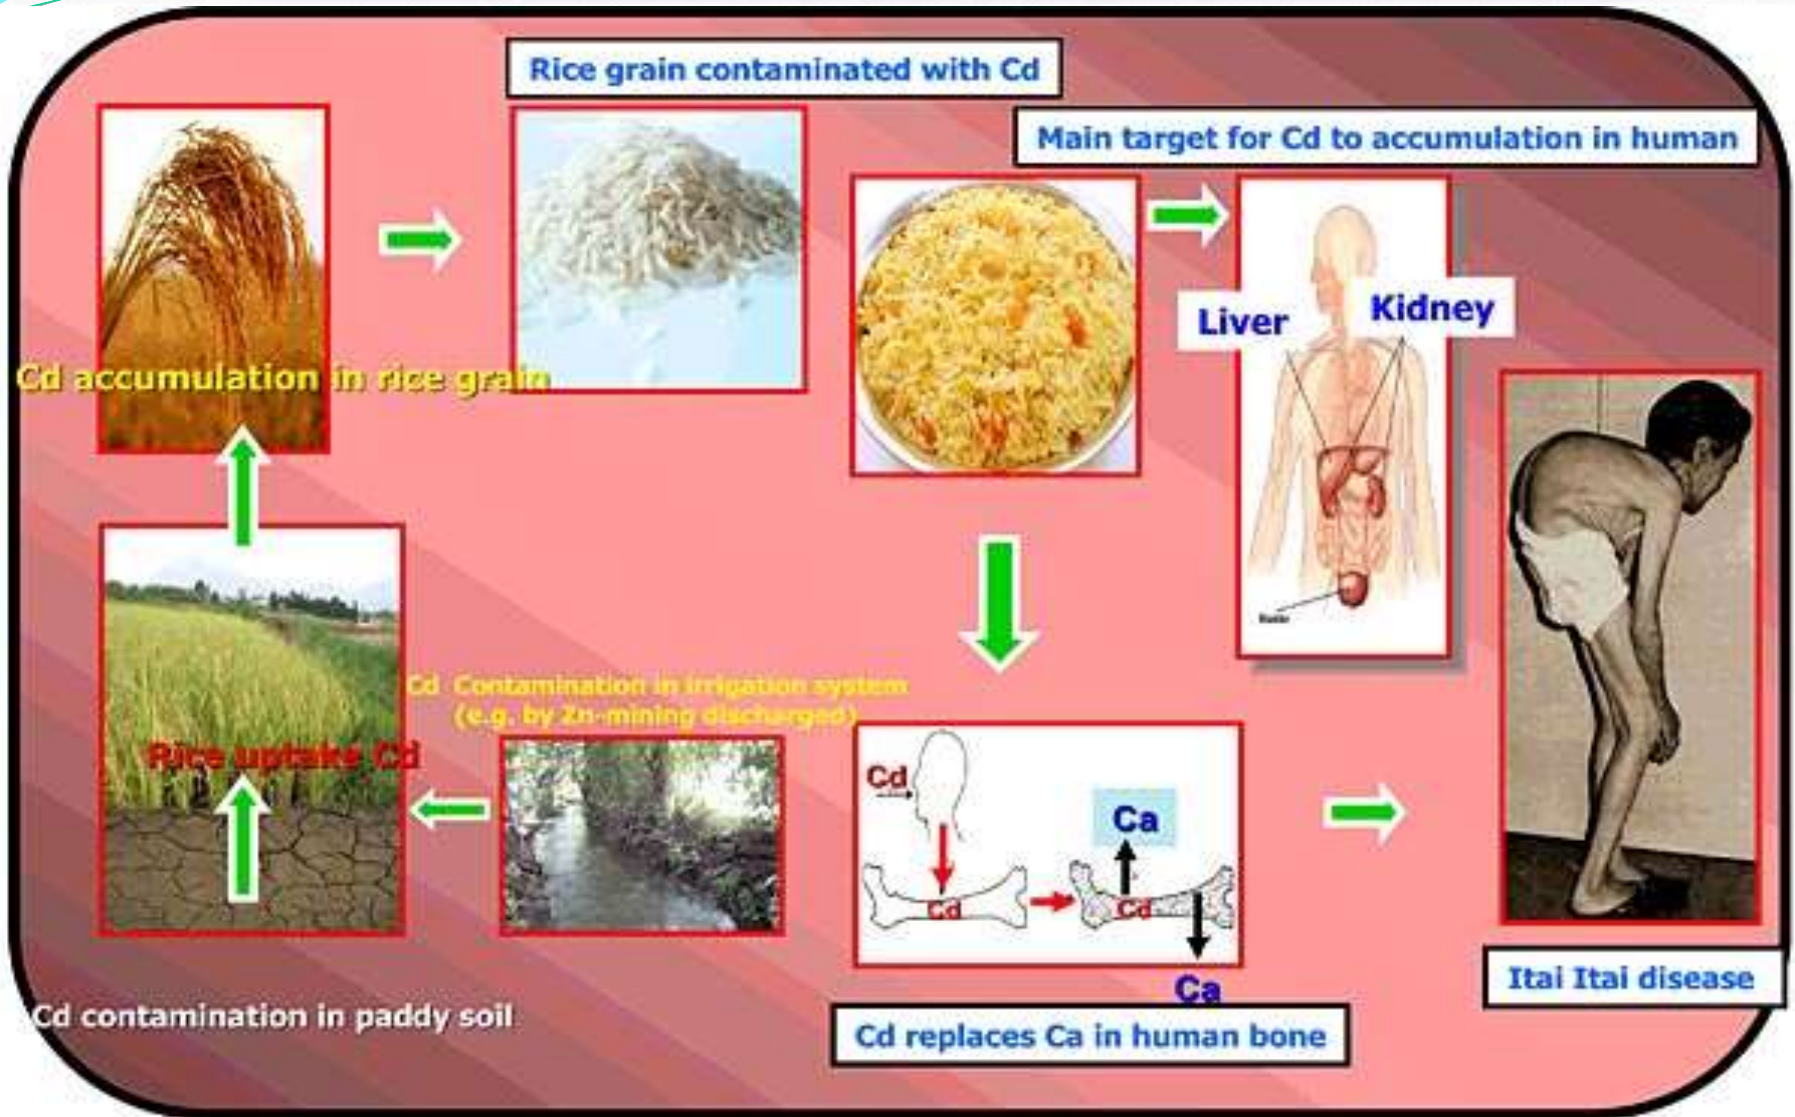 Rice grain contaminated with Cd
Main target for Cd to accumulation in human
Liver
Kidney
Cd accumulation in rice grain
Cd Contamination in irrigation system
(e.g. by Zn-mining discharged)
Rice uptake Cd
Cd
Ca
Cd
Cd
Ca
Itai Itai disease
Cd contamination in paddy soil
Cd replaces Ca in human bone